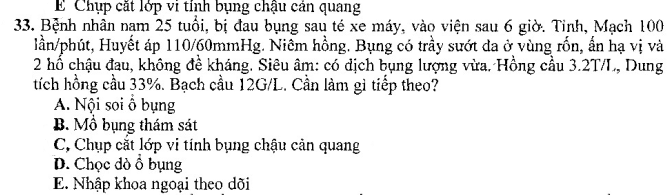 E Chụp cắt lớp vi tính bụng chậu cản quang
33. Bệnh nhân nam 25 tuổi, bị đau bụng sau té xe máy, vào viện sau 6 giờ. Tỉnh, Mạch 100
lần/phút, Huyết áp 110/60mmHg. Niêm hồng. Bụng có trầy sướt da ở vùng rốn, ấn hạ vị và
2 hố chậu đau, không đề kháng. Siêu âm: có dịch bụng lượng vừa. Hồng cầu 3.2T/L, Dung
tích hồng cầu 33%. Bạch cầu 12G/L. Cần làm gì tiếp theo?
A. Nội soi ổ bụng
B. Mổ bụng thám sát
C. Chụp cắt lớp vi tính bụng chậu cản quang
D. Chọc dò ổ bụng
E. Nhập khoa ngoại theo dõi